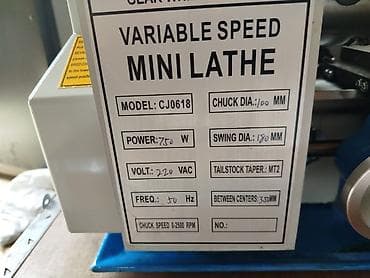 VARIABLE SPEED
MINI LATHE
MODEL: CJ0618 CHUCK DIA.: 100 MM
POWER: 750 W SWING DIA.: 180 MM
VOLT.: 220 VAC TAILSTOCK TAPER: MT2
FREQ.: 50 Hz BETWEEN CENTERS: 350MM
CHUCK SPEED 0-2500 RPM NO.: